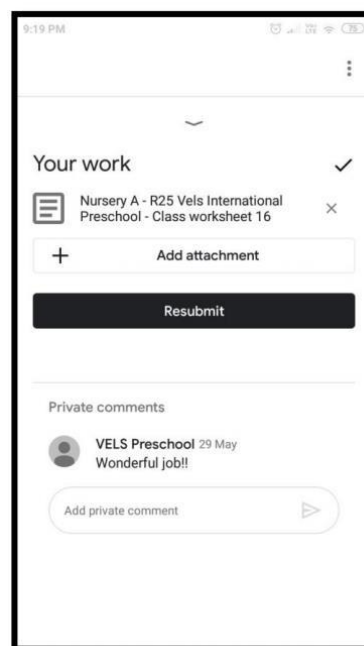 9:19 PM
Your work
Nursery A - R25 Vels International
Preschool - Class worksheet 16
Add attachment
Resubmit
Private comments
VELS Preschool 29 May
Wonderful job!!
Add private comment